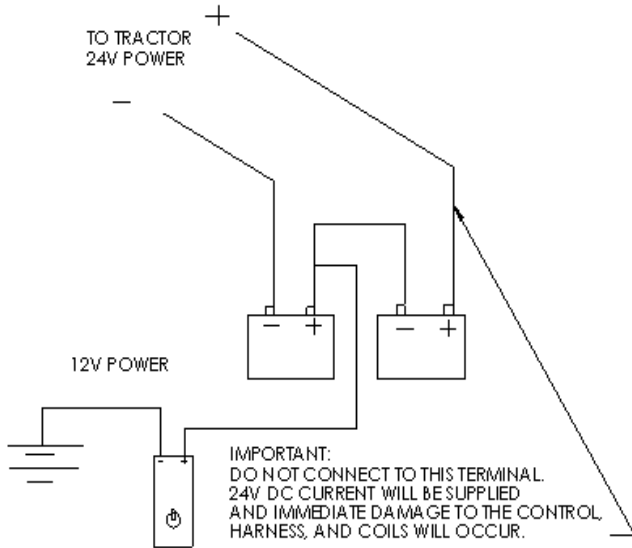 +
TO TRACTOR
24V POWER
−
− +
− +
12V POWER
− +
IMPORTANT:
DO NOT CONNECT TO THIS TERMINAL.
24V DC CURRENT WILL BE SUPPLIED
AND IMMEDIATE DAMAGE TO THE CONTROL,
HARNESS, AND COILS WILL OCCUR.